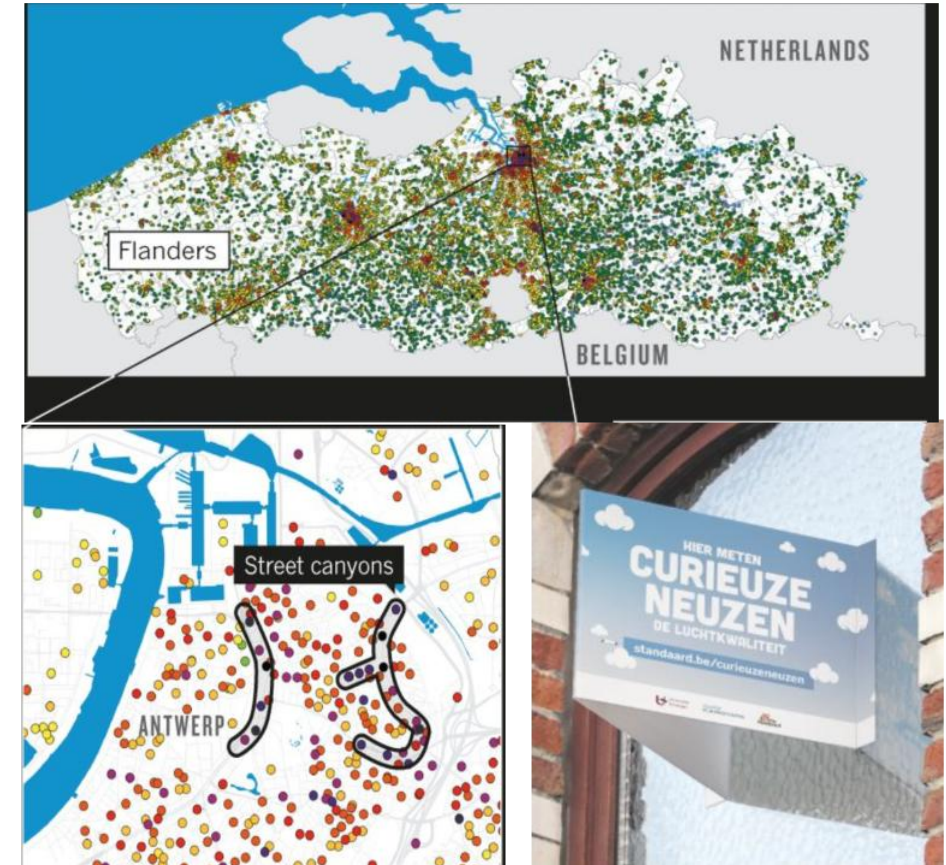 NETHERLANDS
Flanders
BELGIUM
Street canyons
ANTWERP
HIER METEN
CURIEUZE
NEUZEN
DE LUCHTKWALITEIT
standaard.be/curieuzeneuzen